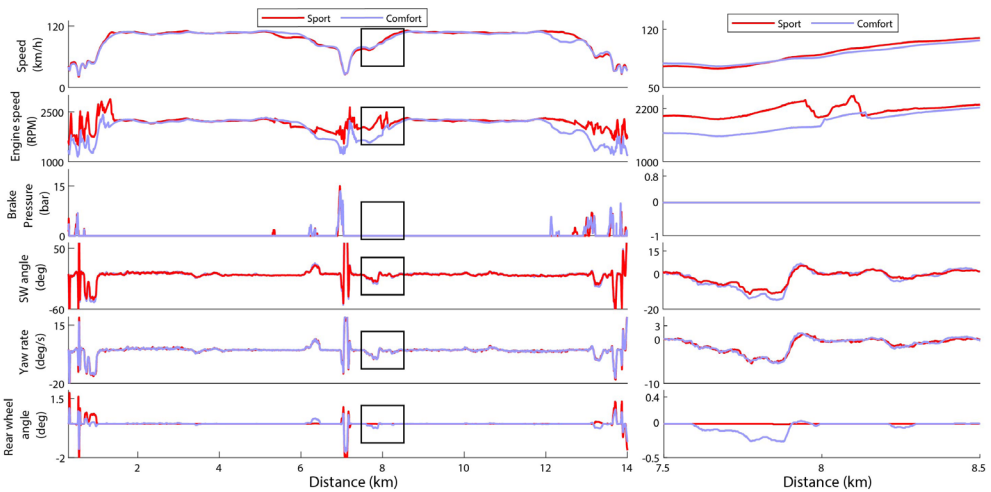 Sport Comfort
Speed
(km/h)
120
0
Engine speed
(RPM)
2500
1000
Brake
Pressure
(bar)
15
0
SW angle
(deg)
50
-60
Yaw rate
(deg/s)
15
-20
Rear wheel
angle
(deg)
1.5
-2
2 4 6 8 10 12 14
Distance (km)
Sport Comfort
120
50
2200
1000
0.8
0
-1
15
0
-20
3
0
-10
0.4
0
-0.5
7.5 8 8.5
Distance (km)